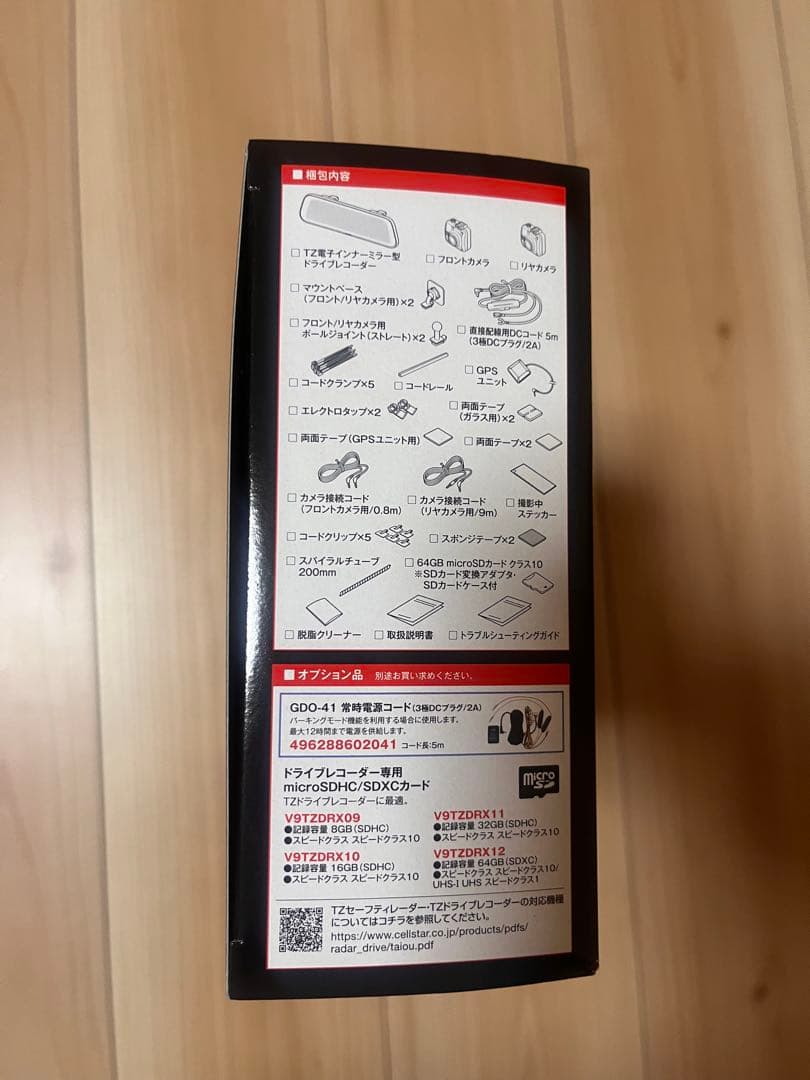 ■梱包内容
□ TZ電子インナーミラー型
ドライブレコーダー
□ フロントカメラ
□ リヤカメラ
□ マウントベース
(フロント/リヤカメラ用)×2
□ フロント/リヤカメラ用
ボールジョイント(ストレート)×2
□ 直接配線用DCコード 5m
(3極DCプラグ/2A)
□ コードクランプ×5
□ コードレール
□ GPS
ユニット
□ エレクトロタップ×2
□ 両面テープ
(ガラス用)×2
□ 両面テープ(GPSユニット用)
□ 両面テープ×2
□ カメラ接続コード
(フロントカメラ用/0.8m)
□ カメラ接続コード
(リヤカメラ用/9m)
□ 撮影中
ステッカー
□ コードクリップ×5
□ スポンジテープ×2
□ スパイラルチューブ
200mm
□ 64GB microSDカード クラス10
※SDカード変換アダプタ・
SDカードケース付
□ 脱脂クリーナー
□ 取扱説明書
□ トラブルシューティングガイド
■オプション品 別途お買い求めください。
GDO-41 常時電源コード(3極DCプラグ/2A)
パーキングモード機能を利用する場合に使用します。
最大12時間まで電源を供給します。
496288602041 コード長:5m
ドライブレコーダー専用
microSDHC/SDXCカード
TZドライブレコーダーに最適。
micro
SD
V9TZDRX09
●記録容量 8GB(SDHC)
●スピードクラス スピードクラス10
V9TZDRX11
●記録容量 32GB(SDHC)
●スピードクラス スピードクラス10
V9TZDRX10
●記録容量 16GB(SDHC)
●スピードクラス スピードクラス10
V9TZDRX12
●記録容量 64GB(SDXC)
●スピードクラス スピードクラス10/
UHS-I UHS スピードクラス1
TZセーフティレーダー・TZドライブレコーダーの対応機種
についてはコチラを参照してください。
https://www.cellstar.co.jp/products/pdfs/
radar_drive/taiou.pdf